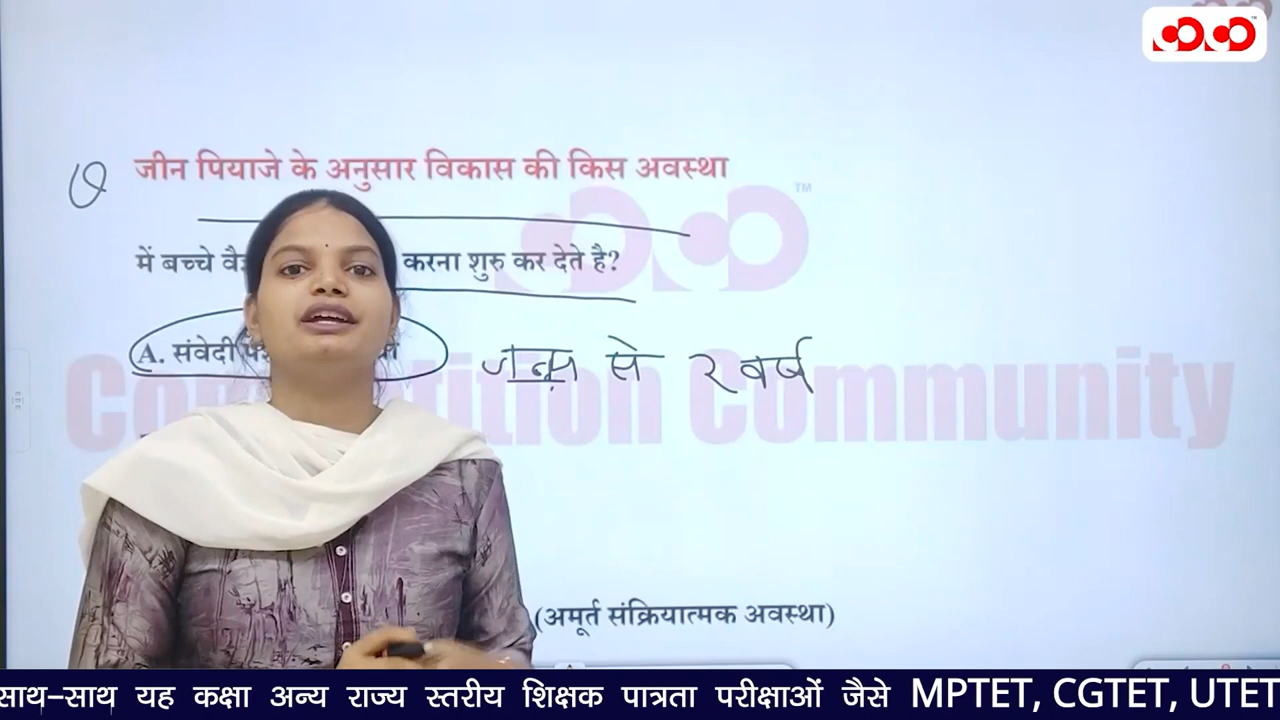 Q जीन पियाजे के अनुसार विकास की किस अवस्था
में बच्चे करना शुरु कर देते है?
A. संवेदी
जन्म से 2 वर्ष
Competition Community
(अमूर्त संक्रियात्मक अवस्था)
साथ–साथ यह कक्षा अन्य राज्य स्तरीय शिक्षक पात्रता परीक्षाओं जैसे MPTET, CGTET, UTET